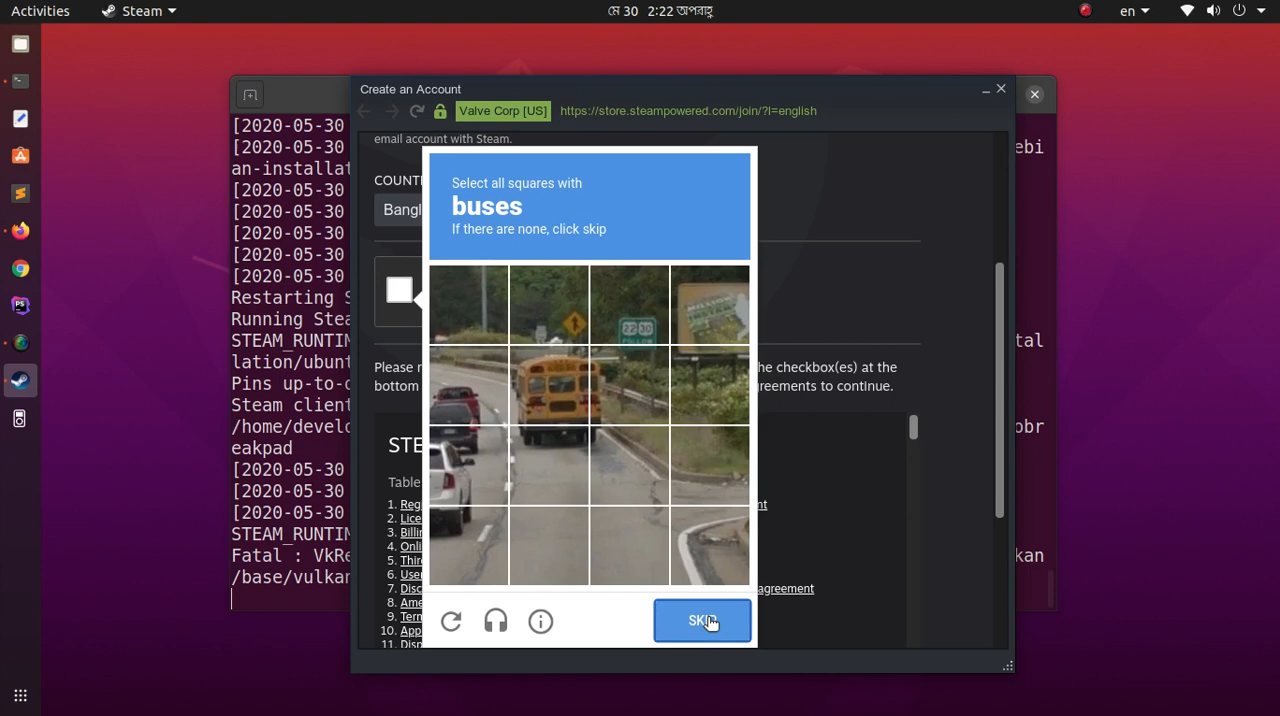 Activities
Steam
মে 30 2:22 অপরাহ্ণ
en
Create an Account
Valve Corp [US]
https://store.steampowered.com/join/?l=english
email account with Steam.
[2020-05-30
[2020-05-30
an-installat
[2020-05-30
[2020-05-30
[2020-05-30
[2020-05-30
[2020-05-30
Restarting S
Running Stea
STEAM_RUNTIM
lation/ubunt
Pins up-to-d
Steam client
/home/develo
eakpad
[2020-05-30
[2020-05-30
[2020-05-30
STEAM_RUNTIM
Fatal : VkRe
/base/vulkan
ebi
tal
obr
kan
COUNT
Bangl
Select all squares with
buses
If there are none, click skip
22 30
FOLLOW
Please r
he checkbox(es) at the
bottom
greements to continue.
STE
Table
1. Reg
nt
2. Lice
3. Billin
4. Onli
5. Thir
6. User
7. Disc
agreement
8. Ame
9. Term
10. App
11. Disp
SKIP
PS